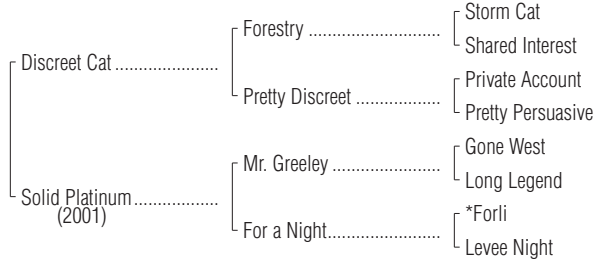 Storm Cat
Forestry ............................
Shared Interest
Discreet Cat ......................
Private Account
Pretty Discreet ..................
Pretty Persuasive
Gone West
Mr. Greeley .......................
Long Legend
Solid Platinum..................
(2001)
*Forli
For a Night........................
Levee Night